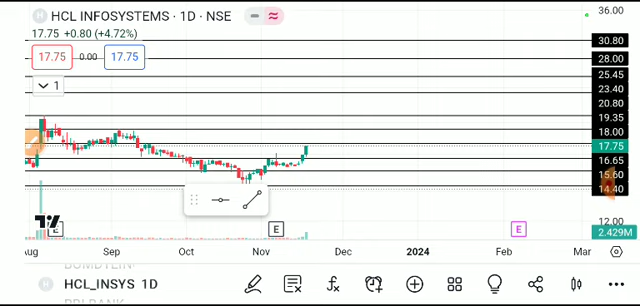 H HCL INFOSYSTEMS · 1D · NSE
36.00
17.75 +0.80 (+4.72%)
30.80
17.75 0.00 17.75
28.00
25.45
1
23.40
20.80
19.35
18.00
17.75
16.65
15.60
14.40
12.00
E E E
2.429M
Aug Sep Oct Nov Dec 2024 Feb Mar
HCL_INSYS 1D